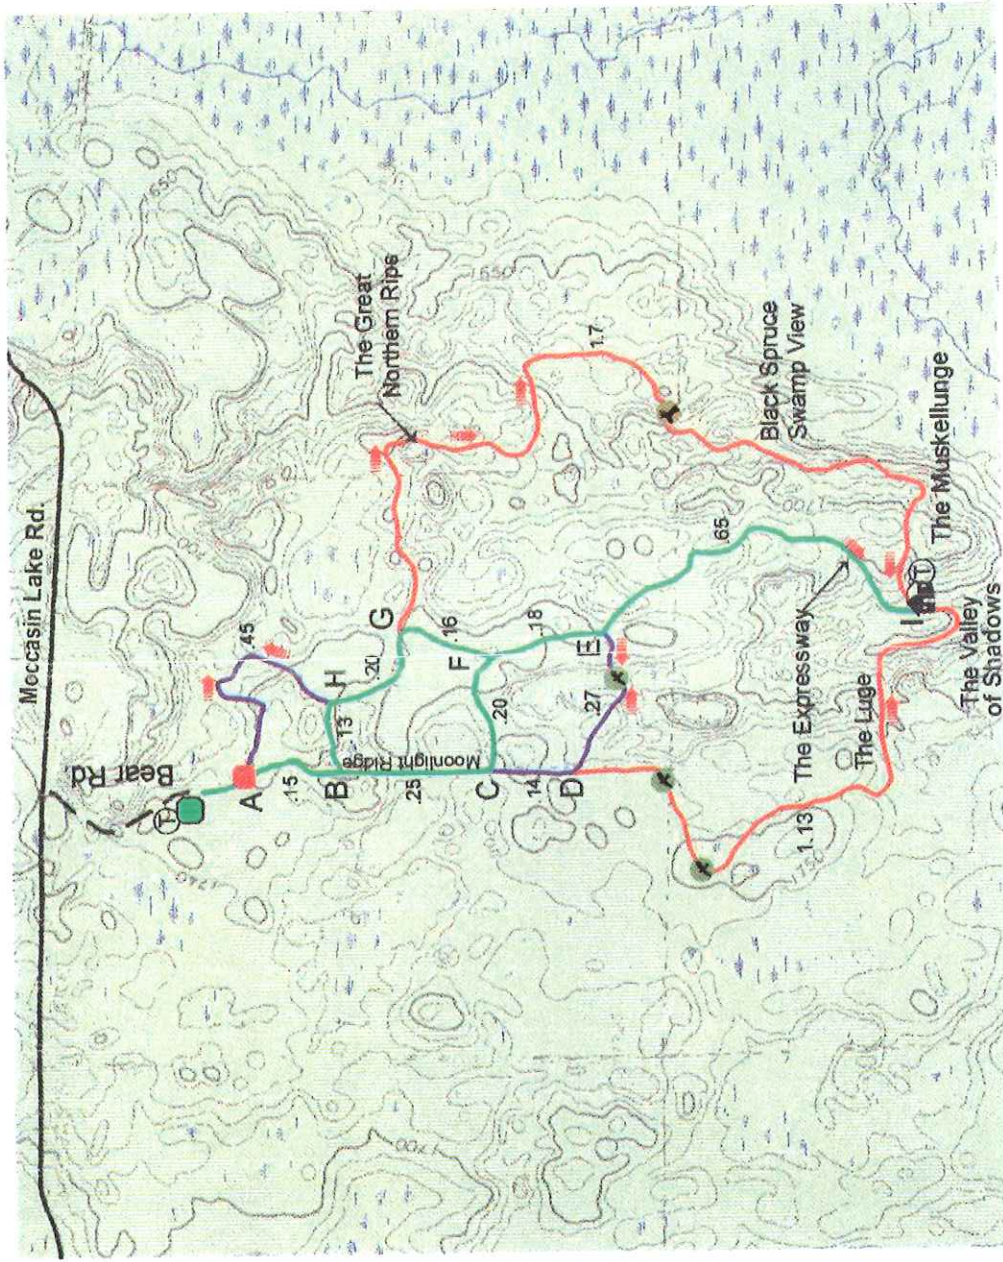 Moccasin Lake Rd.
Bear Rd.
T
A
.45
.15
B
.13
H
.20
G
The Great
Northern Rips
1650
Moonlight Ridge
.25
.16
F
.20
C
.18
.14
D
.27
E
1650
1.7
Black Spruce
Swamp View
.65
1700
The Expressway
The Luge
1.13
1750
I
T
The Muskellunge
The Valley
of Shadows
1740
1700